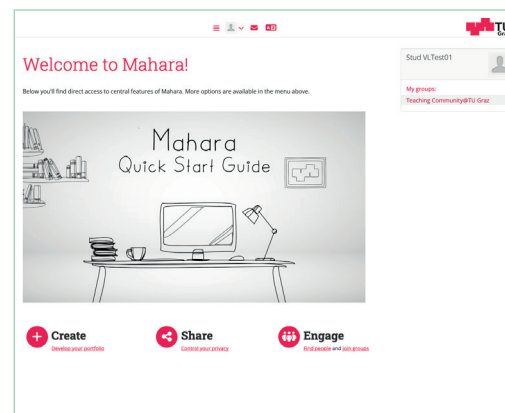 TU
Gra
Welcome to Mahara!
Stud VLTest01
Below you'll find direct access to central features of Mahara. More options are available in the menu above.
My groups:
Teaching Community@TU Graz
Mahara
Quick Start Guide
Create
Develop your portfolio
Share
Control your privacy
Engage
Find people and join groups